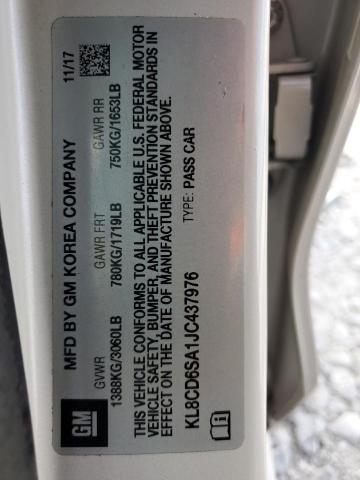 GM
MFD BY GM KOREA COMPANY 11/17
GVWR GAWR FRT GAWR RR
1388KG/3060LB 780KG/1719LB 750KG/1653LB
THIS VEHICLE CONFORMS TO ALL APPLICABLE U.S. FEDERAL MOTOR
VEHICLE SAFETY, BUMPER, AND THEFT PREVENTION STANDARDS IN
EFFECT ON THE DATE OF MANUFACTURE SHOWN ABOVE.
KL8CD6SA1JC437976 TYPE: PASS CAR